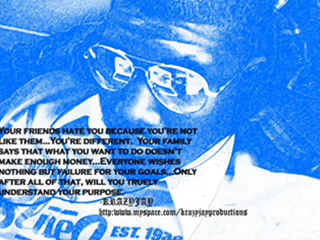 Your friends hate you because you're not
like them...You're different. Your family
says that what you want to do doesn't
make enough money...Everyone wishes
nothing but failure for your goals...Only
after all of that, will you truely
understand your purpose.
-KRAZYJAY
http:\www.myspace.com/krazyjayproductions
EST. 19